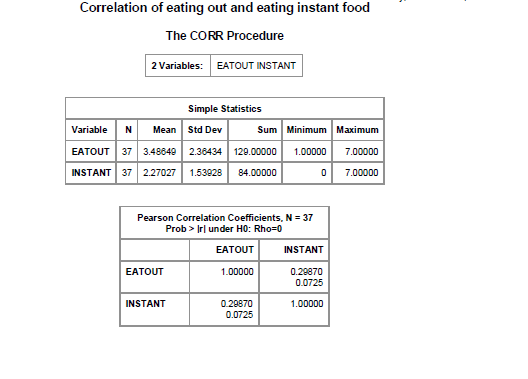 Correlation of eating out and eating instant food
The CORR Procedure
2 Variables: EATOUT INSTANT
Simple Statistics
Variable N Mean Std Dev Sum Minimum Maximum
EATOUT 37 3.48649 2.36434 129.00000 1.00000 7.00000
INSTANT 37 2.27027 1.53928 84.00000 0 7.00000
Pearson Correlation Coefficients, N = 37
Prob > |r| under H0: Rho=0
EATOUT INSTANT
EATOUT 1.00000 0.29870
0.0725
INSTANT 0.29870 1.00000
0.0725